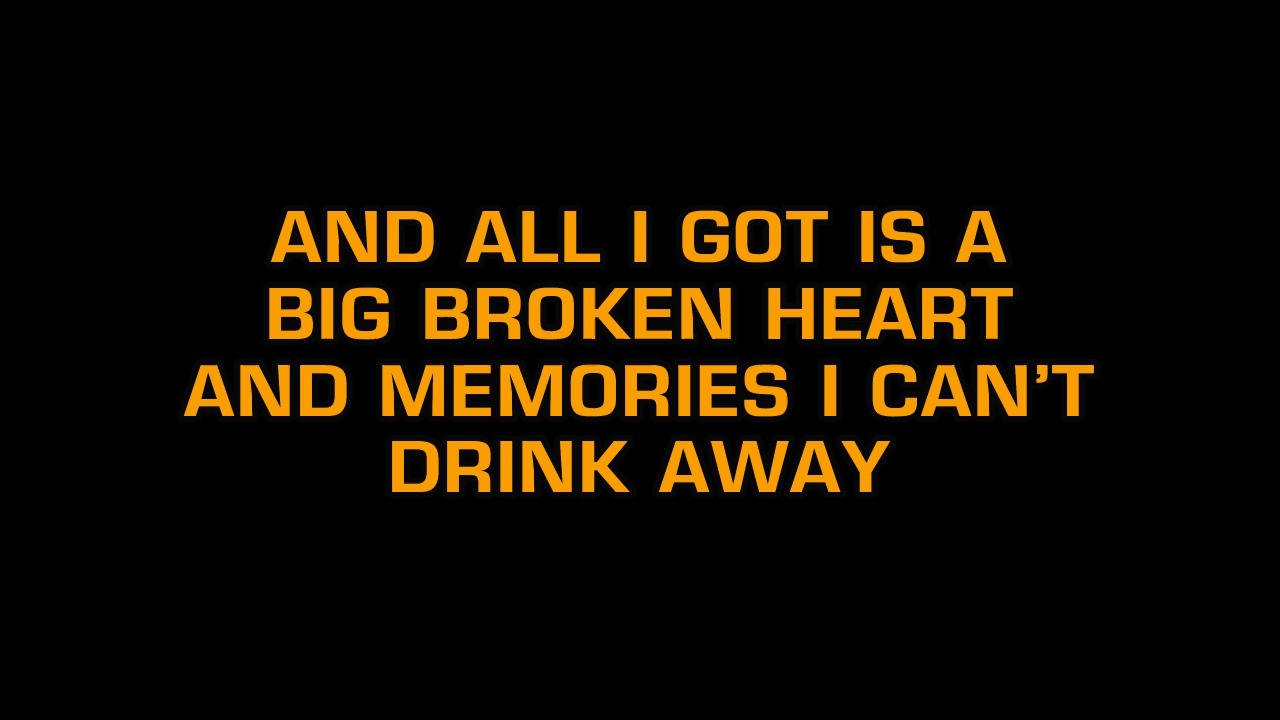 AND ALL I GOT IS A
BIG BROKEN HEART
AND MEMORIES I CAN’T
DRINK AWAY